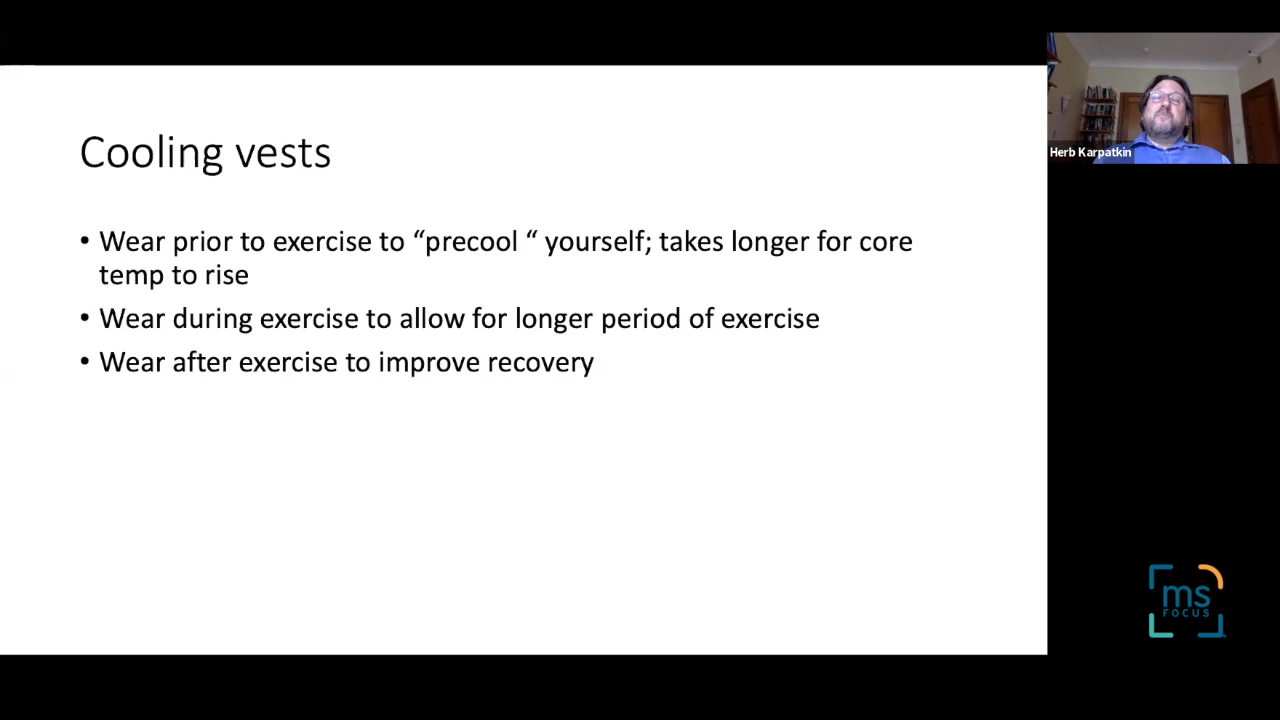 Cooling vests
• Wear prior to exercise to “precool “ yourself; takes longer for core
temp to rise
• Wear during exercise to allow for longer period of exercise
• Wear after exercise to improve recovery
Herb Karpatkin
ms
FOCUS